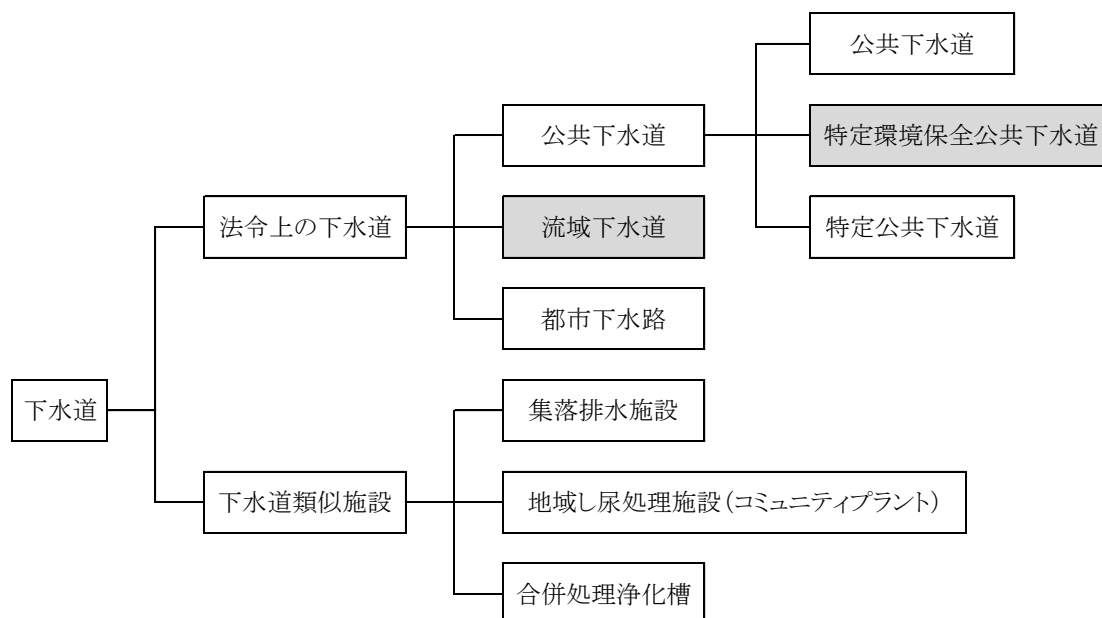 公共下水道
公共下水道
特定環境保全公共下水道
法令上の下水道
流域下水道
特定公共下水道
都市下水路
下水道
集落排水施設
下水道類似施設
地域し尿処理施設(コミュニティプラント)
合併処理浄化槽